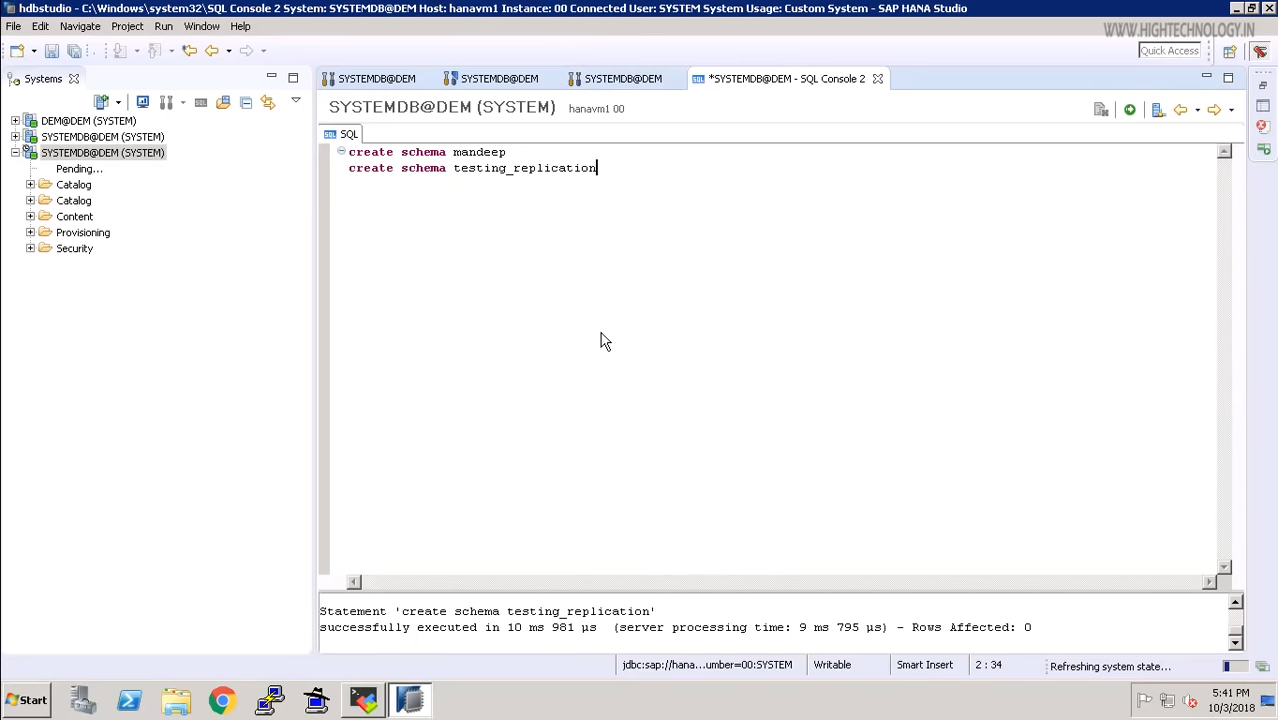 hdbstudio - C:\Windows\system32\SQL Console 2 System: SYSTEMDB@DEM Host: hanavm1 Instance: 00 Connected User: SYSTEM System Usage: Custom System - SAP HANA Studio
File Edit Navigate Project Run Window Help
WWW.HIGHTECHNOLOGY.IN
Quick Access
Systems
SYSTEMDB@DEM
SYSTEMDB@DEM
SYSTEMDB@DEM
*SYSTEMDB@DEM - SQL Console 2
SYSTEMDB@DEM (SYSTEM) hanavm1 00
SQL
DEM@DEM (SYSTEM)
SYSTEMDB@DEM (SYSTEM)
SYSTEMDB@DEM (SYSTEM)
Pending...
Catalog
Catalog
Content
Provisioning
Security
create schema mandeep
create schema testing_replication
Statement 'create schema testing_replication'
successfully executed in 10 ms 981 µs (server processing time: 9 ms 795 µs) - Rows Affected: 0
jdbc:sap://hana...umber=00:SYSTEM Writable Smart Insert 2 : 34 Refreshing system state...
Start
5:41 PM
10/3/2018